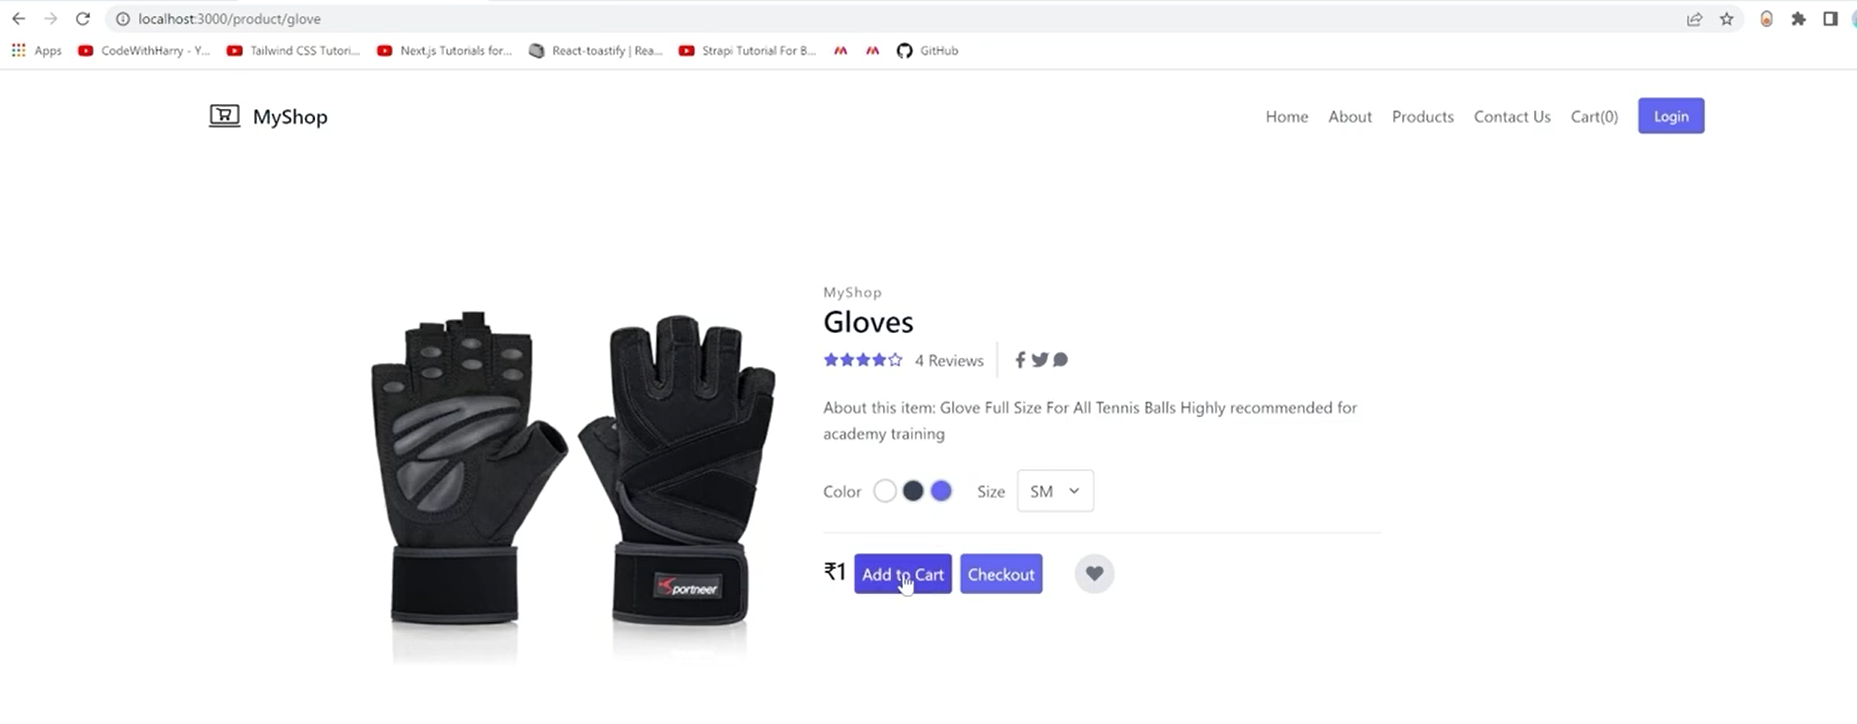 localhost:3000/product/glove
Apps CodeWithHarry - Y... Tailwind CSS Tutori... Next.js Tutorials for... React-toastify | Rea... Strapi Tutorial For B... GitHub
MyShop Home About Products Contact Us Cart(0) Login
MyShop
Gloves
4 Reviews
About this item: Glove Full Size For All Tennis Balls Highly recommended for
academy training
Color Size SM
₹1 Add to Cart Checkout
Sportneer